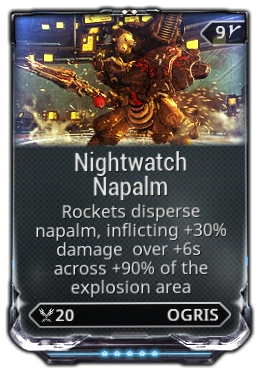 9
Nightwatch
Napalm
Rockets disperse
napalm, inflicting +30%
damage over +6s
across +90% of the
explosion area
20 OGRIS